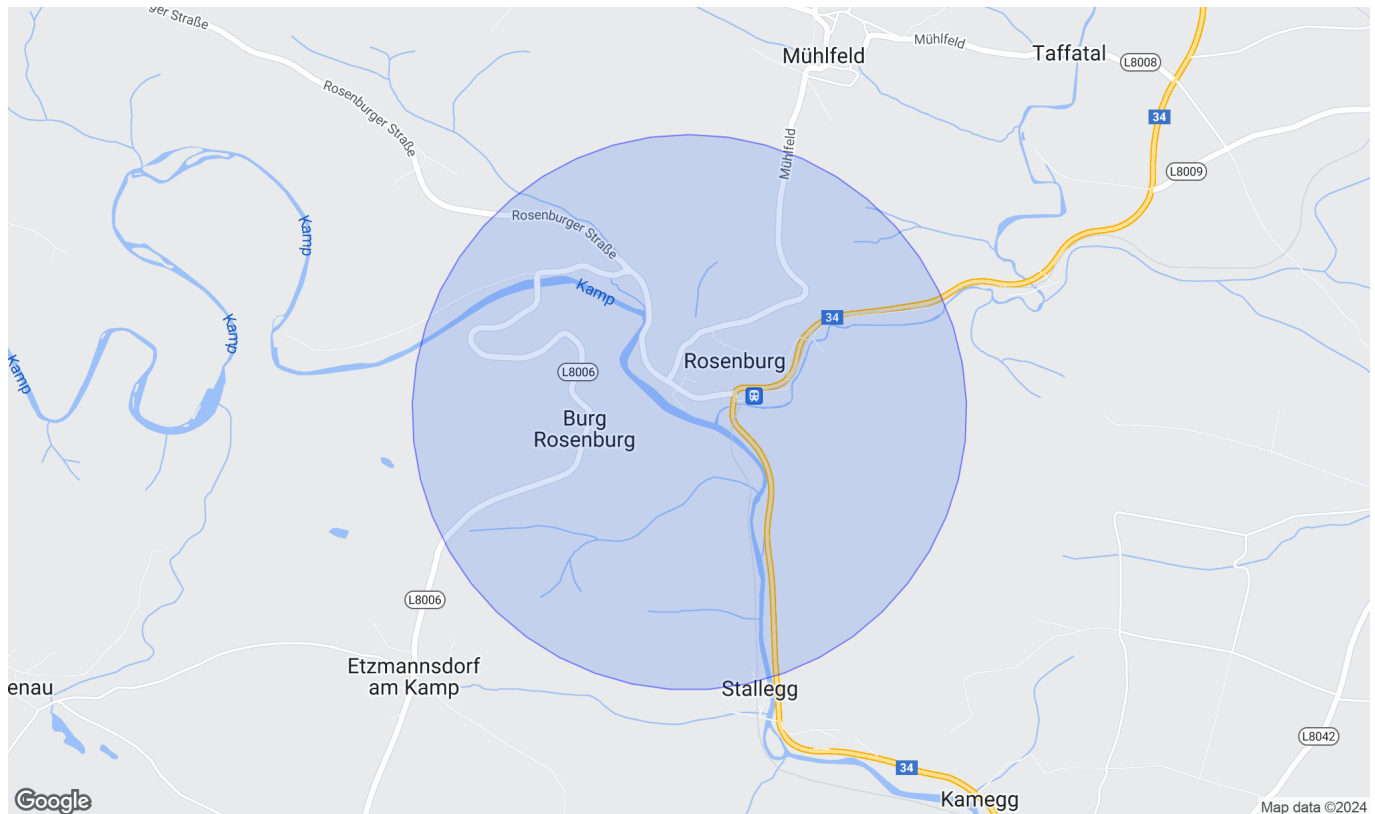 ger Straße
Mühlfeld
Mühlfeld
Taffatal
L8008
34
Rosenburger Straße
Mühlfeld
L8009
Kamp
Rosenburger Straße
Kamp
Kamp
34
Kamp
Rosenburg
L8006
Burg
Rosenburg
L8006
Etzmannsdorf
am Kamp
enau
Stallegg
L8042
34
Kamegg
Google
Map data ©2024